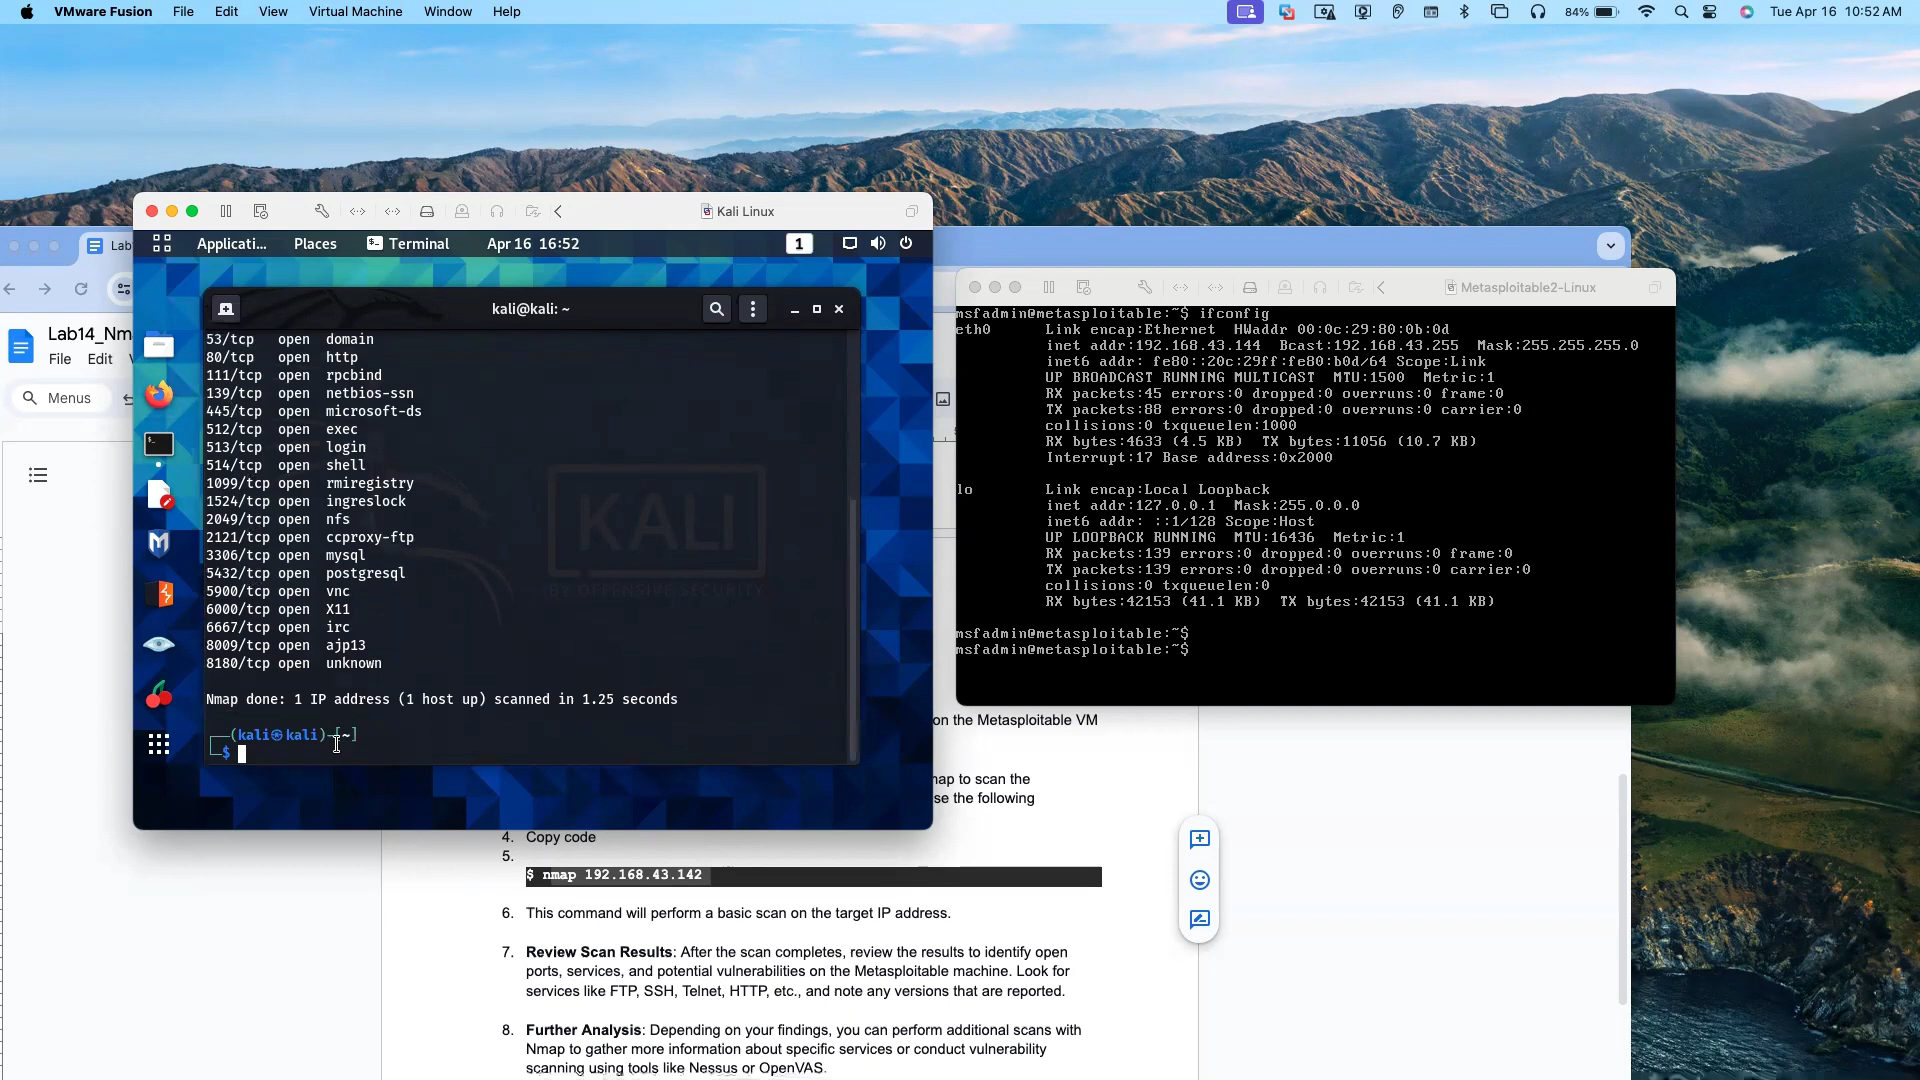 VMware Fusion File Edit View Virtual Machine Window Help
84% Tue Apr 16 10:52 AM
Kali Linux
Applicati... Places Terminal Apr 16 16:52 1
kali@kali: ~
53/tcp open domain
80/tcp open http
111/tcp open rpcbind
139/tcp open netbios-ssn
445/tcp open microsoft-ds
512/tcp open exec
513/tcp open login
514/tcp open shell
1099/tcp open rmiregistry
1524/tcp open ingreslock
2049/tcp open nfs
2121/tcp open ccproxy-ftp
3306/tcp open mysql
5432/tcp open postgresql
5900/tcp open vnc
6000/tcp open X11
6667/tcp open irc
8009/tcp open ajp13
8180/tcp open unknown
Nmap done: 1 IP address (1 host up) scanned in 1.25 seconds
┌──(kali㉿kali)-[~]
└─$
KALI
BY OFFENSIVE SECURITY
Metasploitable2-Linux
msfadmin@metasploitable:~$ ifconfig
eth0 Link encap:Ethernet HWaddr 00:0c:29:80:0b:0d
inet addr:192.168.43.144 Bcast:192.168.43.255 Mask:255.255.255.0
inet6 addr: fe80::20c:29ff:fe80:b0d/64 Scope:Link
UP BROADCAST RUNNING MULTICAST MTU:1500 Metric:1
RX packets:45 errors:0 dropped:0 overruns:0 frame:0
TX packets:88 errors:0 dropped:0 overruns:0 carrier:0
collisions:0 txqueuelen:1000
RX bytes:4633 (4.5 KB) TX bytes:11056 (10.7 KB)
Interrupt:17 Base address:0x2000
lo Link encap:Local Loopback
inet addr:127.0.0.1 Mask:255.0.0.0
inet6 addr: ::1/128 Scope:Host
UP LOOPBACK RUNNING MTU:16436 Metric:1
RX packets:139 errors:0 dropped:0 overruns:0 frame:0
TX packets:139 errors:0 dropped:0 overruns:0 carrier:0
collisions:0 txqueuelen:0
RX bytes:42153 (41.1 KB) TX bytes:42153 (41.1 KB)
msfadmin@metasploitable:~$
msfadmin@metasploitable:~$
Lab
Lab14_Nm
File Edit
Menus
on the Metasploitable VM
map to scan the
se the following
4. Copy code
5.
$ nmap 192.168.43.142
6. This command will perform a basic scan on the target IP address.
7. Review Scan Results: After the scan completes, review the results to identify open
ports, services, and potential vulnerabilities on the Metasploitable machine. Look for
services like FTP, SSH, Telnet, HTTP, etc., and note any versions that are reported.
8. Further Analysis: Depending on your findings, you can perform additional scans with
Nmap to gather more information about specific services or conduct vulnerability
scanning using tools like Nessus or OpenVAS.